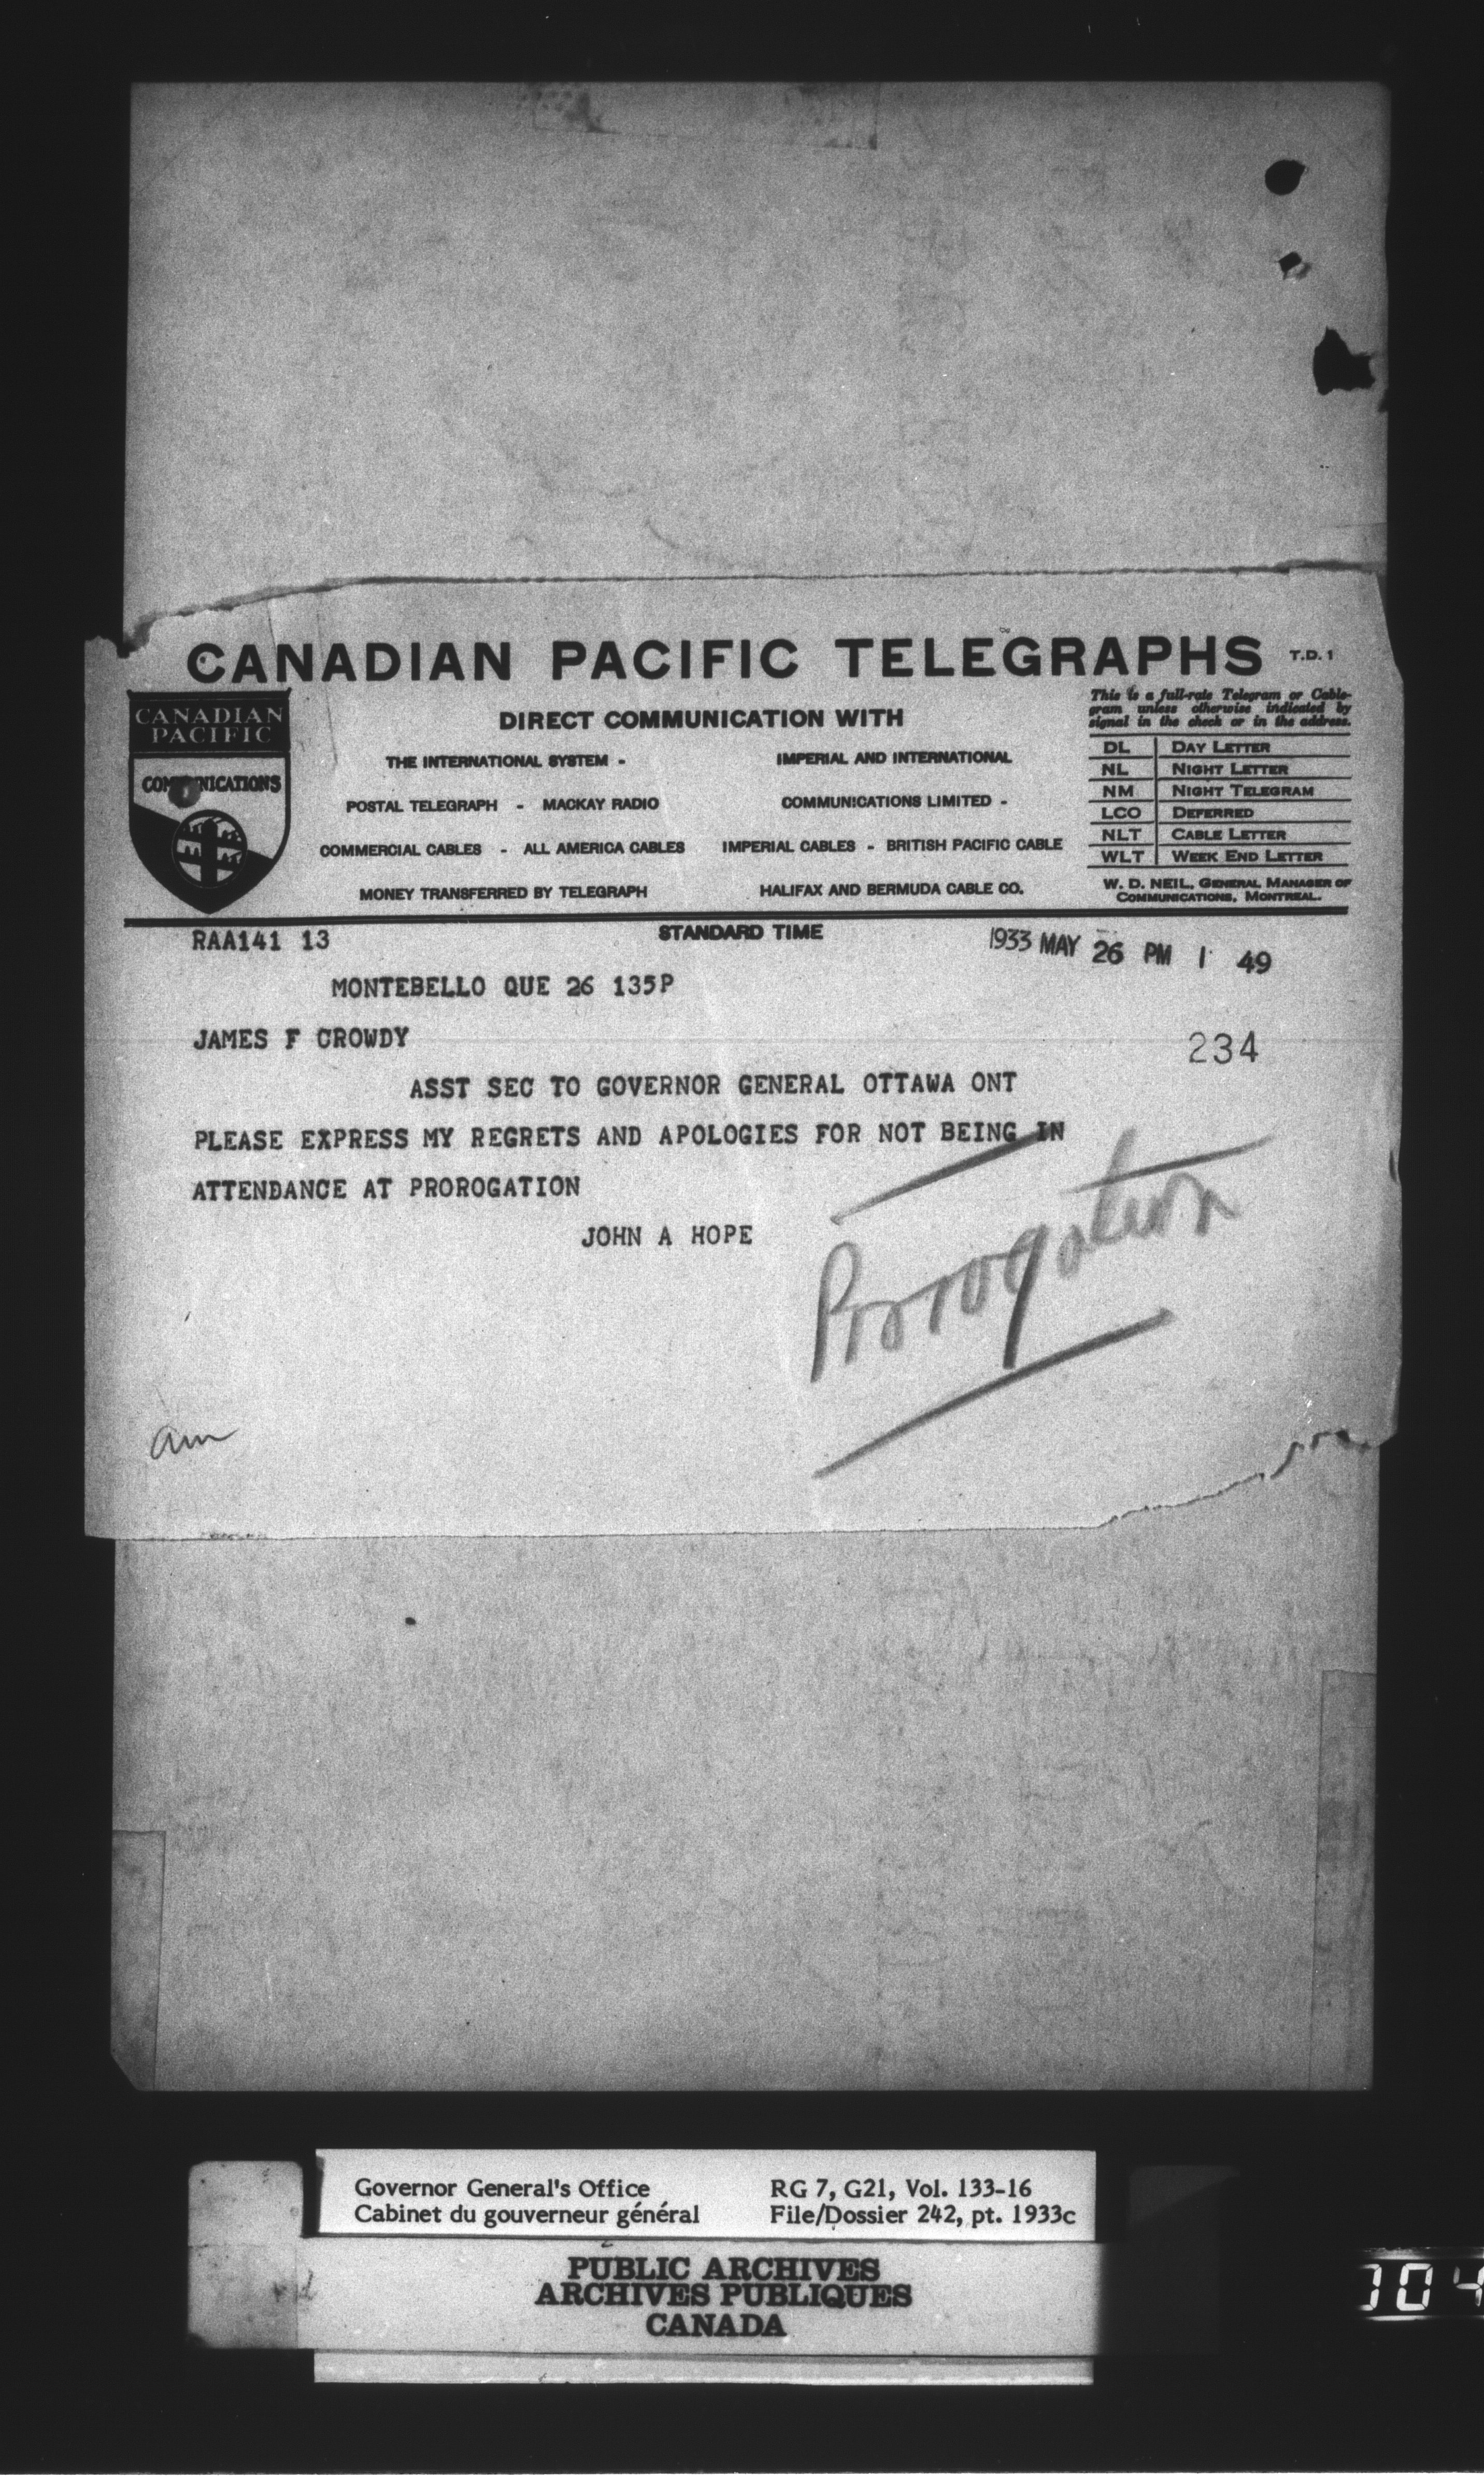 CANADIAN PACIFIC TELEGRAPHS T.D. 1
CANADIAN
PACIFIC
COMMUNICATIONS
DIRECT COMMUNICATION WITH
THE INTERNATIONAL SYSTEM -
POSTAL TELEGRAPH - MACKAY RADIO
COMMERCIAL CABLES - ALL AMERICA CABLES
MONEY TRANSFERRED BY TELEGRAPH
IMPERIAL AND INTERNATIONAL
COMMUNICATIONS LIMITED -
IMPERIAL CABLES - BRITISH PACIFIC CABLE
HALIFAX AND BERMUDA CABLE CO.
This is a full-rate Telegram or Cable-
gram unless otherwise indicated by
signal in the check or in the address.
DL DAY LETTER
NL NIGHT LETTER
NM NIGHT TELEGRAM
LCO DEFERRED
NLT CABLE LETTER
WLT WEEK END LETTER
W. D. NEIL, GENERAL MANAGER OF
COMMUNICATIONS, MONTREAL.
RAA141 13
STANDARD TIME
1933 MAY 26 PM 1 49
MONTEBELLO QUE 26 135P
JAMES F CROWDY
234
ASST SEC TO GOVERNOR GENERAL OTTAWA ONT
PLEASE EXPRESS MY REGRETS AND APOLOGIES FOR NOT BEING IN
ATTENDANCE AT PROROGATION
JOHN A HOPE
Prorogation
am
Governor General's Office
Cabinet du gouverneur général
RG 7, G21, Vol. 133-16
File/Dossier 242, pt. 1933c
PUBLIC ARCHIVES
ARCHIVES PUBLIQUES
CANADA